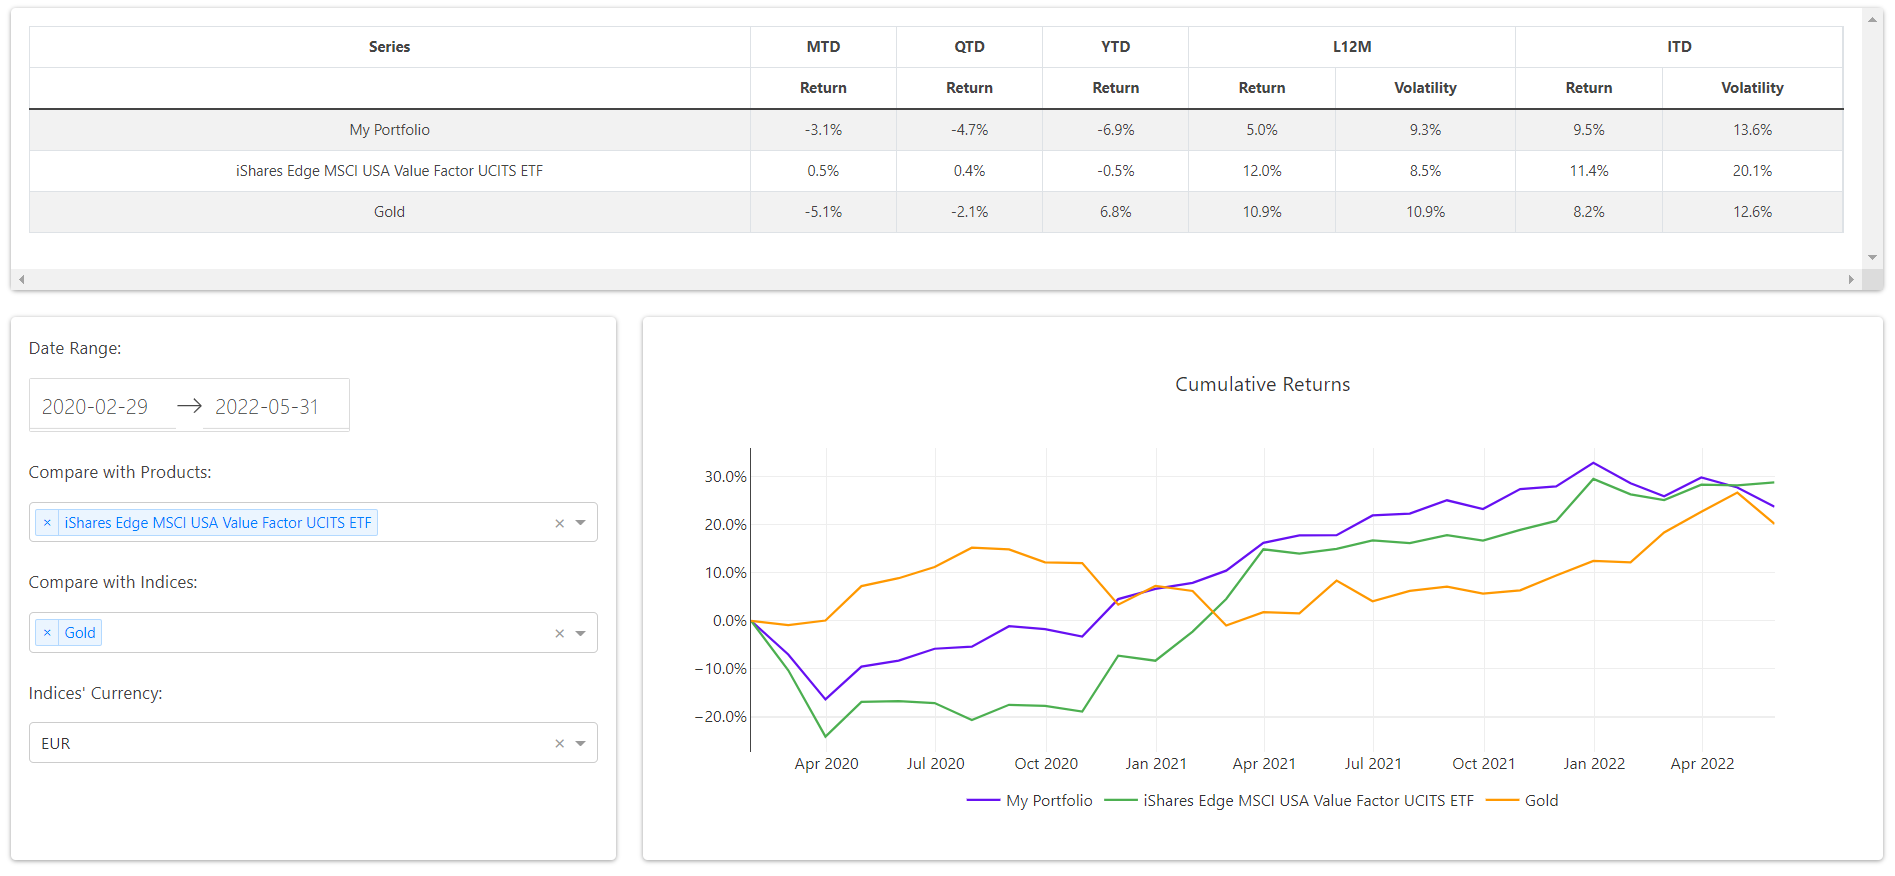 Series MTD QTD YTD L12M ITD
Return Return Return Return Volatility Return Volatility
My Portfolio -3.1% -4.7% -6.9% 5.0% 9.3% 9.5% 13.6%
iShares Edge MSCI USA Value Factor UCITS ETF 0.5% 0.4% -0.5% 12.0% 8.5% 11.4% 20.1%
Gold -5.1% -2.1% 6.8% 10.9% 10.9% 8.2% 12.6%
Date Range:
2020-02-29 → 2022-05-31
Compare with Products:
× iShares Edge MSCI USA Value Factor UCITS ETF ×
Compare with Indices:
× Gold ×
Indices' Currency:
EUR ×
Cumulative Returns
30.0%
20.0%
10.0%
0.0%
−10.0%
−20.0%
Apr 2020 Jul 2020 Oct 2020 Jan 2021 Apr 2021 Jul 2021 Oct 2021 Jan 2022 Apr 2022
My Portfolio iShares Edge MSCI USA Value Factor UCITS ETF Gold